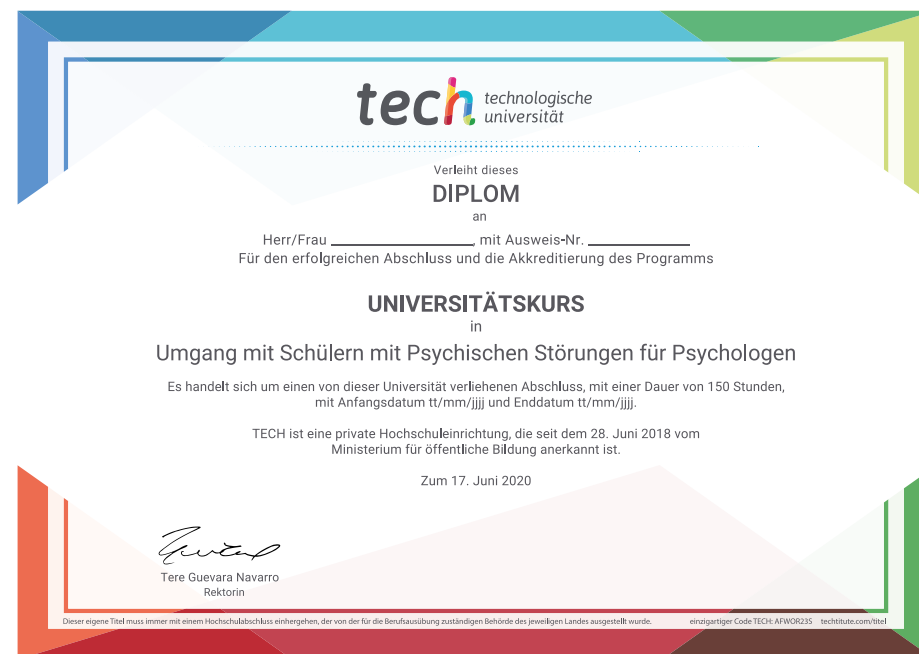 tech technologische
universität
Verleiht dieses
DIPLOM
an
Herr/Frau ____________, mit Ausweis-Nr. ____________
Für den erfolgreichen Abschluss und die Akkreditierung des Programms
UNIVERSITÄTSKURS
in
Umgang mit Schülern mit Psychischen Störungen für Psychologen
Es handelt sich um einen von dieser Universität verliehenen Abschluss, mit einer Dauer von 150 Stunden,
mit Anfangsdatum tt/mm/jjjj und Enddatum tt/mm/jjjj.
TECH ist eine private Hochschuleinrichtung, die seit dem 28. Juni 2018 vom
Ministerium für öffentliche Bildung anerkannt ist.
Zum 17. Juni 2020
Tere Guevara Navarro
Rektorin
Dieser eigene Titel muss immer mit einem Hochschulabschluss einhergehen, der von der für die Berufsausübung zuständigen Behörde des jeweiligen Landes ausgestellt wurde. einzigartiger Code TECH: AFWOR23S techtitute.com/titel